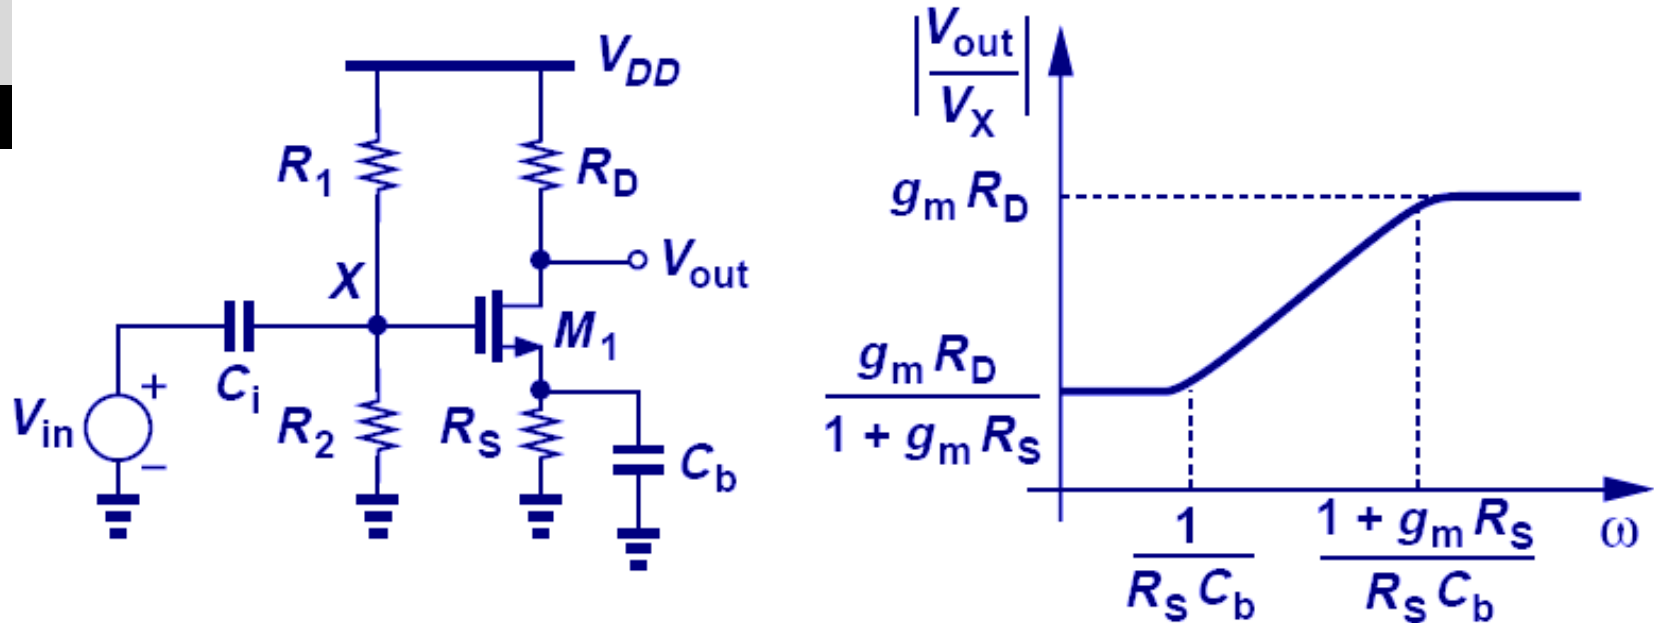 V_DD
R_1
R_D
X
V_out
M_1
C_i
+
V_in
−
R_2
R_S
C_b
|V_out / V_X|
g_m R_D
g_m R_D / (1 + g_m R_S)
1 / (R_S C_b)
(1 + g_m R_S) / (R_S C_b)
ω